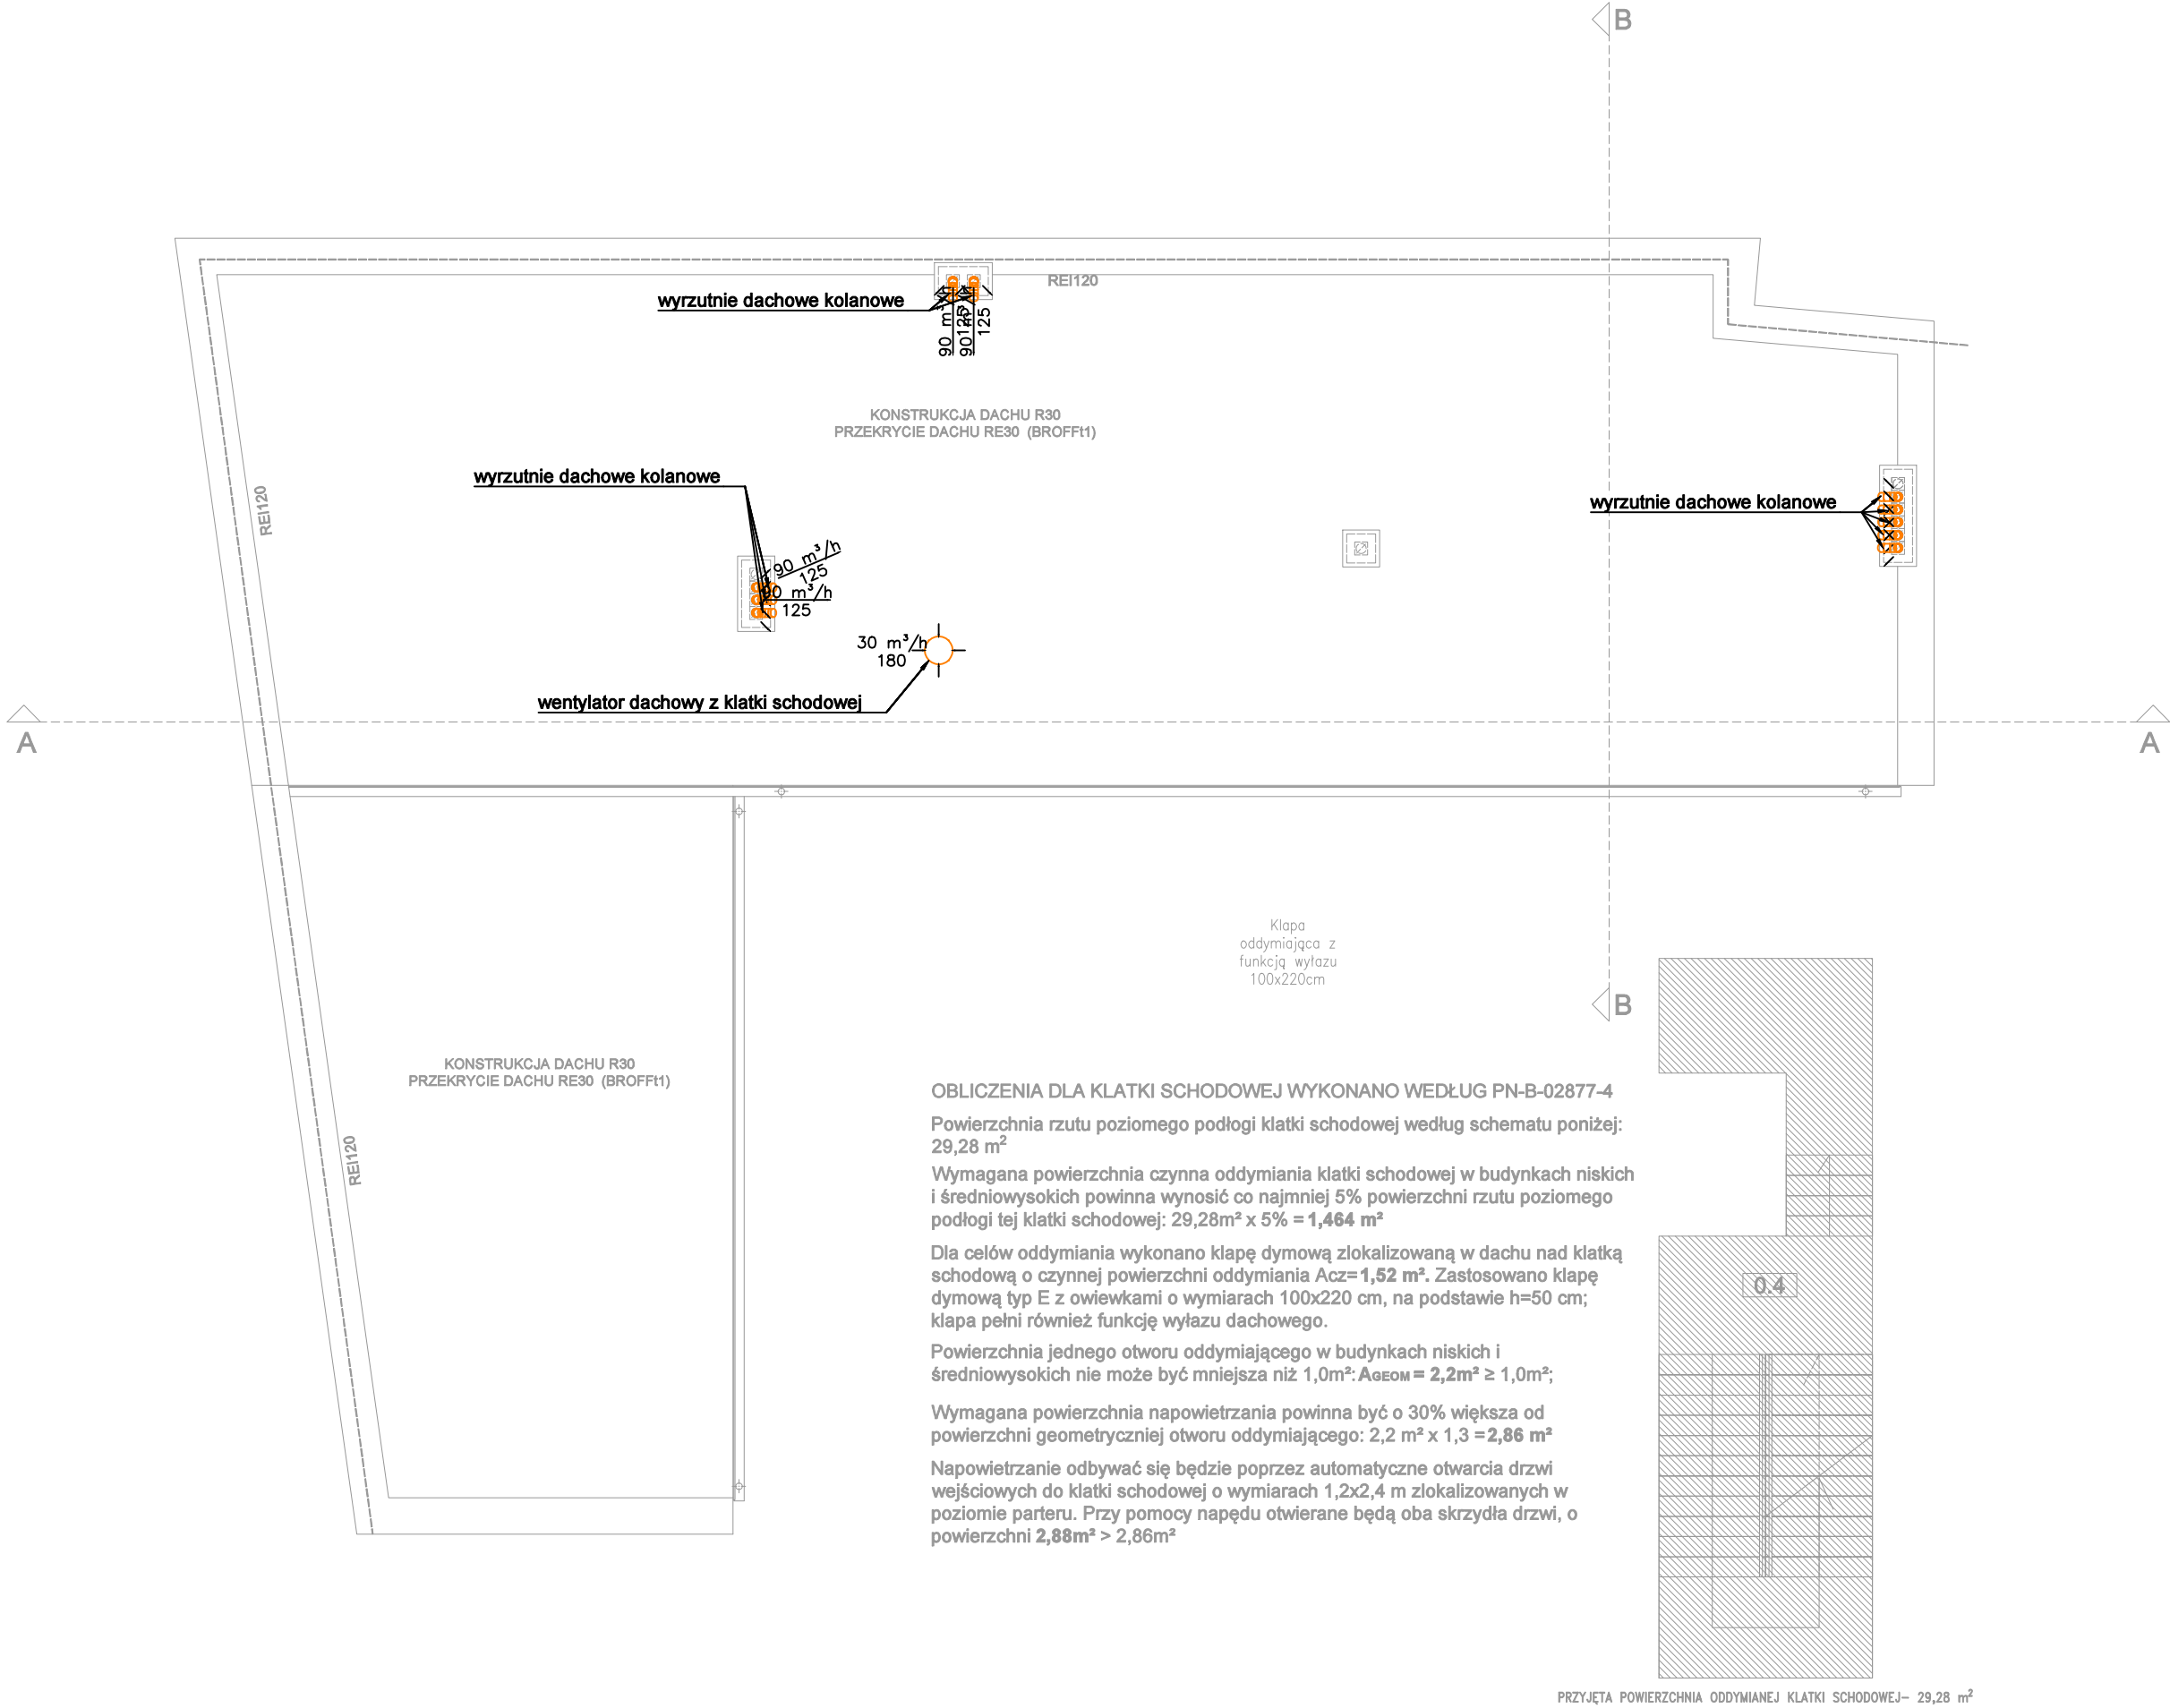 B
REI120
wyrzutnie dachowe kolanowe
90 m³/h
125
90 m³/h
125
KONSTRUKCJA DACHU R30
PRZEKRYCIE DACHU RE30 (BROFFt1)
wyrzutnie dachowe kolanowe
REI120
wyrzutnie dachowe kolanowe
90 m³/h
125
90 m³/h
125
30 m³/h
180
wentylator dachowy z klatki schodowej
A
A
Klapa
oddymiająca z
funkcją wyłazu
100x220cm
B
KONSTRUKCJA DACHU R30
PRZEKRYCIE DACHU RE30 (BROFFt1)
REI120
OBLICZENIA DLA KLATKI SCHODOWEJ WYKONANO WEDŁUG PN-B-02877-4
Powierzchnia rzutu poziomego podłogi klatki schodowej według schematu poniżej:
29,28 m²
Wymagana powierzchnia czynna oddymiania klatki schodowej w budynkach niskich
i średniowysokich powinna wynosić co najmniej 5% powierzchni rzutu poziomego
podłogi tej klatki schodowej: 29,28m² x 5% = 1,464 m²
Dla celów oddymiania wykonano klapę dymową zlokalizowaną w dachu nad klatką
schodową o czynnej powierzchni oddymiania Acz= 1,52 m². Zastosowano klapę
dymową typ E z owiewkami o wymiarach 100x220 cm, na podstawie h=50 cm;
klapa pełni również funkcję wyłazu dachowego.
Powierzchnia jednego otworu oddymiającego w budynkach niskich i
średniowysokich nie może być mniejsza niż 1,0m²: AGEOM = 2,2m² ≥ 1,0m²;
Wymagana powierzchnia napowietrzania powinna być o 30% większa od
powierzchni geometryczniej otworu oddymiającego: 2,2 m² x 1,3 = 2,86 m²
Napowietrzanie odbywać się będzie poprzez automatyczne otwarcia drzwi
wejściowych do klatki schodowej o wymiarach 1,2x2,4 m zlokalizowanych w
poziomie parteru. Przy pomocy napędu otwierane będą oba skrzydła drzwi, o
powierzchni 2,88m² > 2,86m²
0.4
PRZYJĘTA POWIERZCHNIA ODDYMIANEJ KLATKI SCHODOWEJ– 29,28 m²